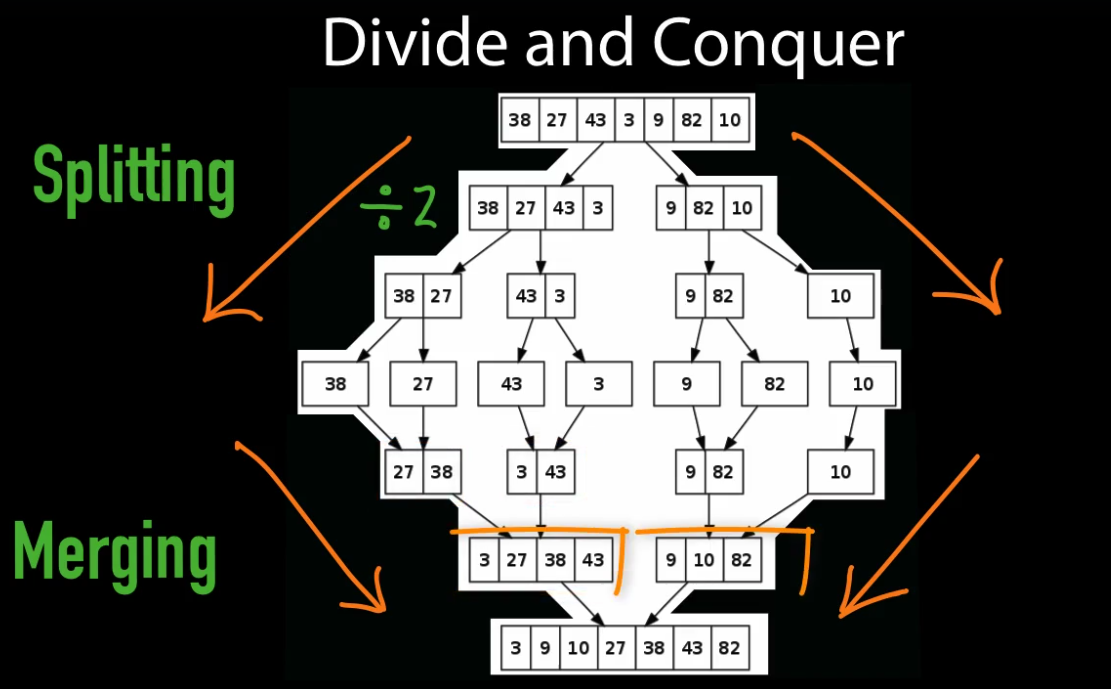 Divide and Conquer
38 27 43 3 9 82 10
Splitting
÷2
38 27 43 3 9 82 10
38 27 43 3 9 82 10
38 27 43 3 9 82 10
27 38 3 43 9 82 10
Merging
3 27 38 43 9 10 82
3 9 10 27 38 43 82